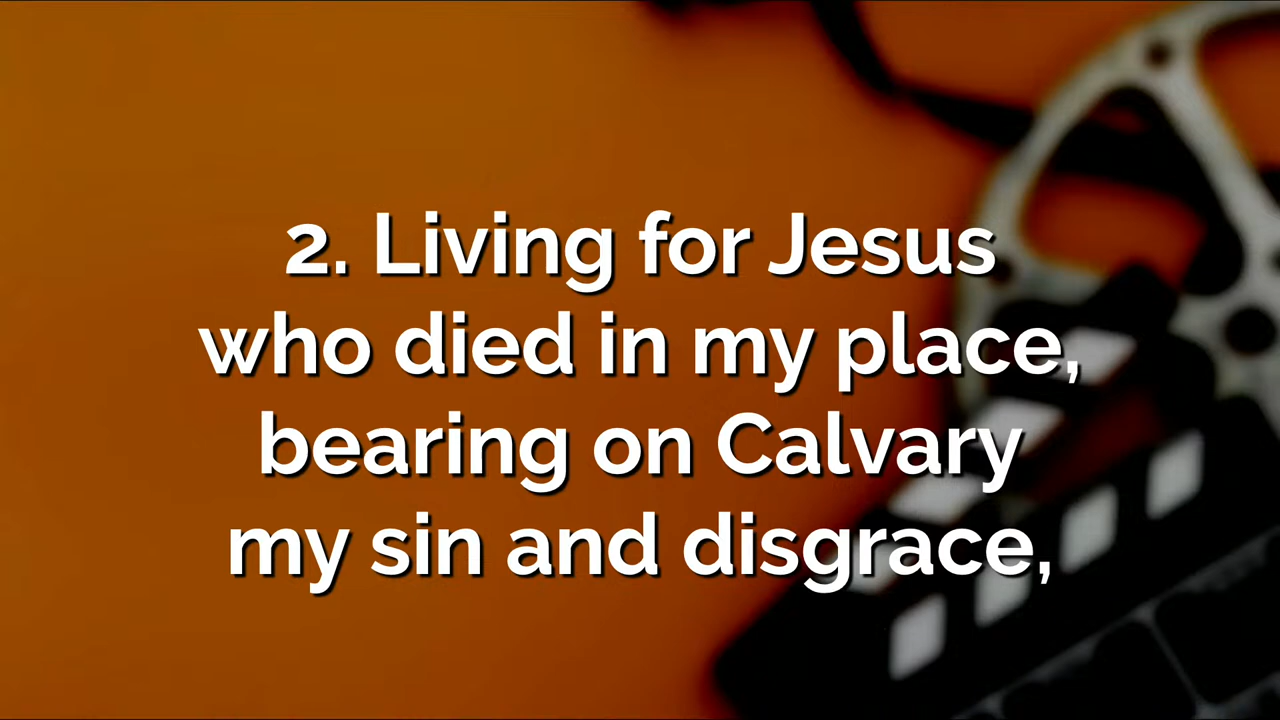 2. Living for Jesus
who died in my place,
bearing on Calvary
my sin and disgrace,